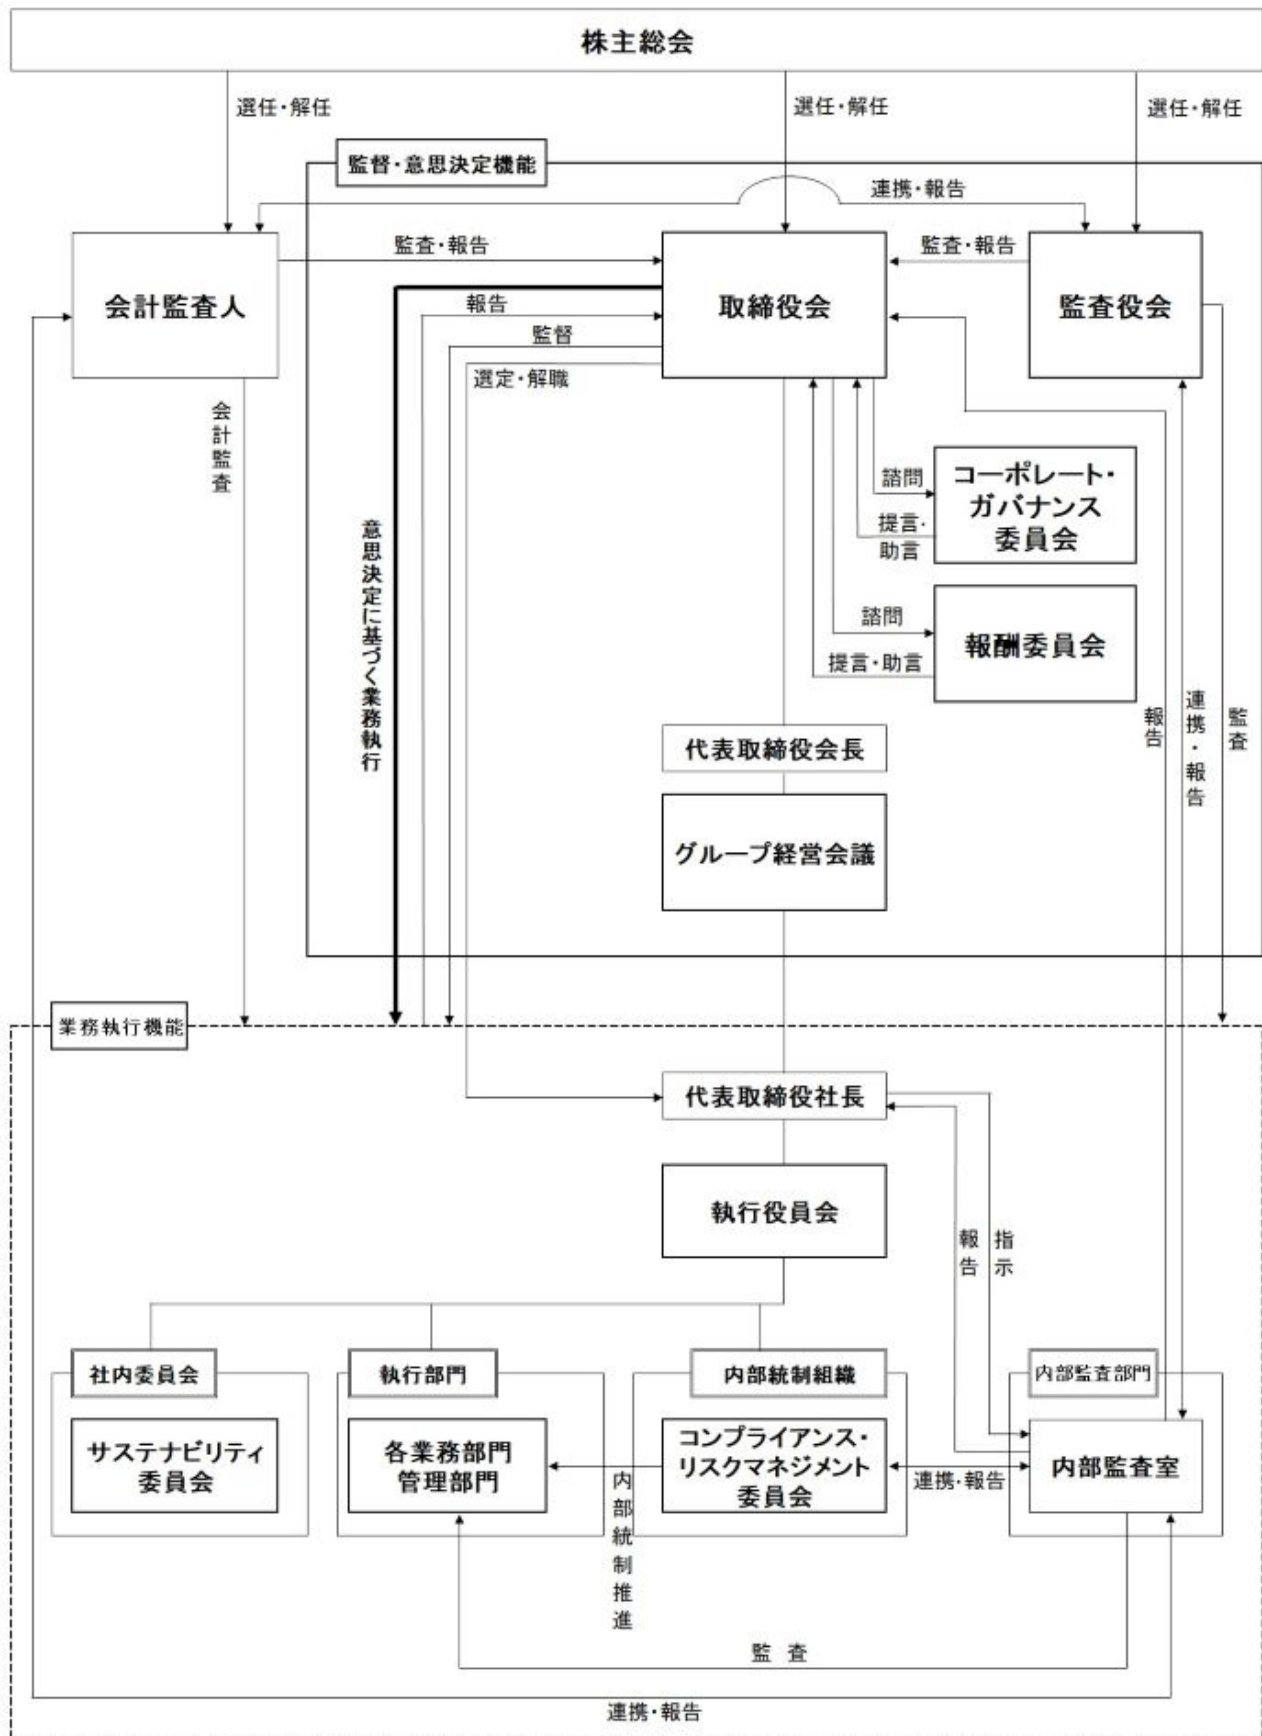 株主総会
選任・解任
選任・解任
選任・解任
監督・意思決定機能
連携・報告
監査・報告
監査・報告
会計監査人
取締役会
監査役会
報告
監督
選定・解職
会計監査
意思決定に基づく業務執行
諮問
コーポレート・
ガバナンス
委員会
提言・
助言
諮問
報酬委員会
提言・助言
報告
連携・報告
監査
代表取締役会長
グループ経営会議
業務執行機能
代表取締役社長
執行役員会
報告
指示
社内委員会
執行部門
内部統制組織
内部監査部門
サステナビリティ
委員会
各業務部門
管理部門
コンプライアンス・
リスクマネジメント
委員会
内部監査室
連携・報告
内部統制推進
監 査
連携・報告